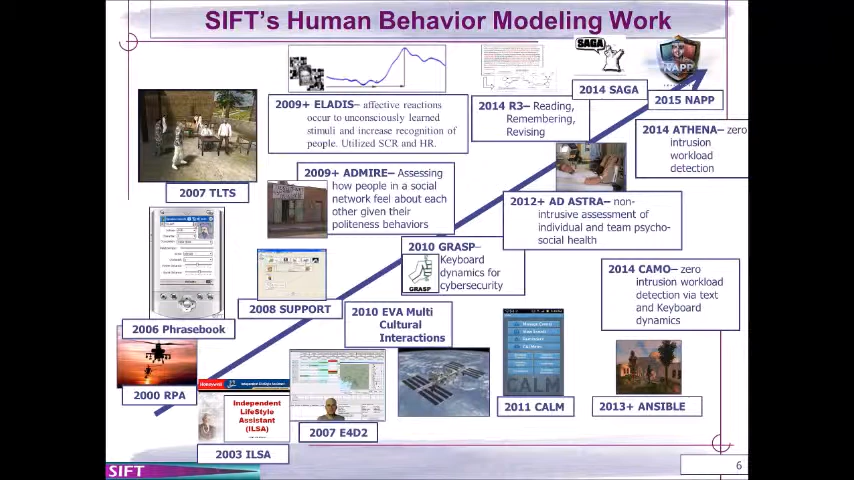 SIFT's Human Behavior Modeling Work
SAGA
NAPP
2014 SAGA
2015 NAPP
2009+ ELADIS– affective reactions
occur to unconsciously learned
stimuli and increase recognition of
people. Utilized SCR and HR.
2014 R3– Reading,
Remembering,
Revising
2014 ATHENA– zero
intrusion
workload
detection
2007 TLTS
2009+ ADMIRE– Assessing
how people in a social
network feel about each
other given their
politeness behaviors
2012+ AD ASTRA– non-
intrusive assessment of
individual and team psycho-
social health
2010 GRASP–
Keyboard
dynamics for
cybersecurity
GRASP
2014 CAMO– zero
intrusion workload
detection via text
and Keyboard
dynamics
2008 SUPPORT
2010 EVA Multi
Cultural
Interactions
2006 Phrasebook
2000 RPA
Honeywell
Independent
LifeStyle
Assistant
(ILSA)
2003 ILSA
2007 E4D2
CALM
2011 CALM
2013+ ANSIBLE
SIFT
6